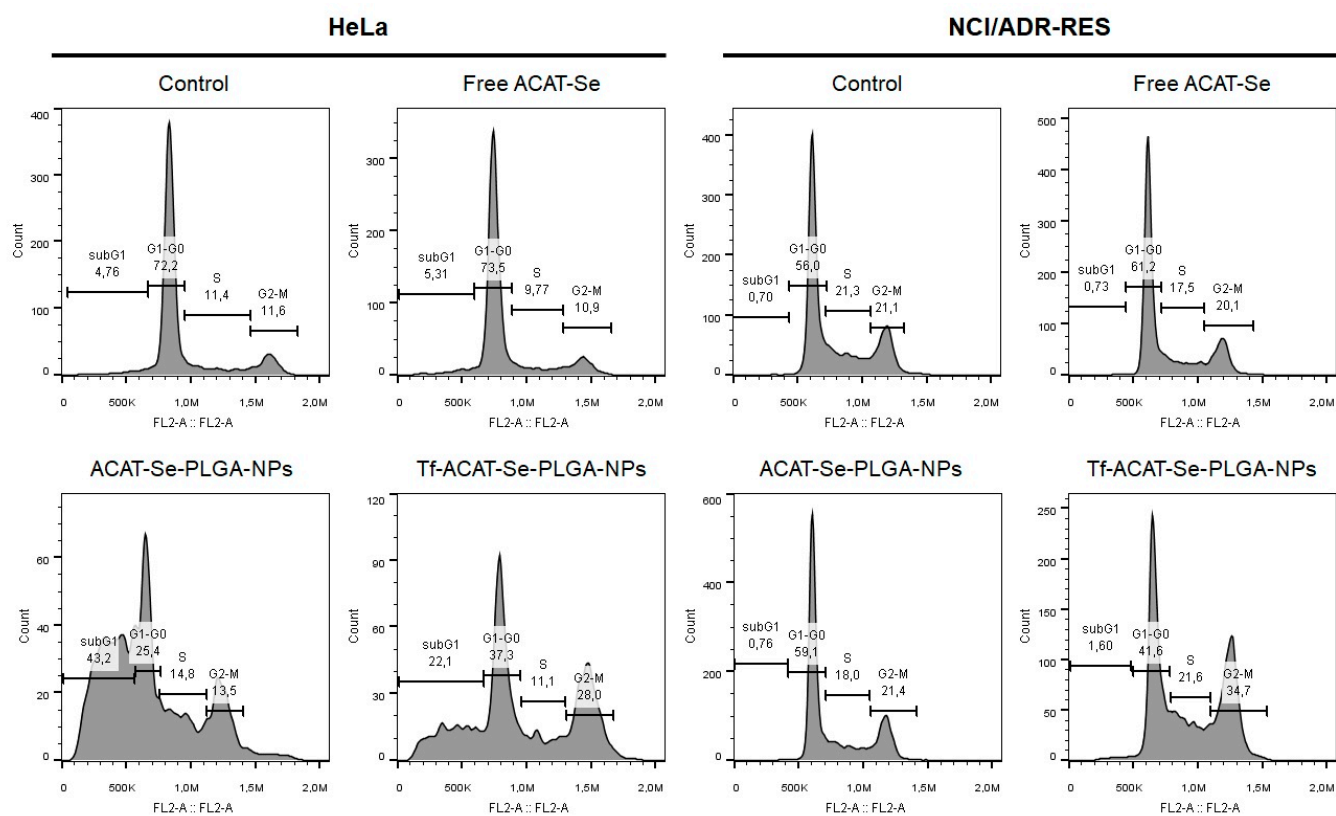 HeLa
NCI/ADR-RES
Control
Free ACAT-Se
Control
Free ACAT-Se
400
300
200
100
0
Count
subG1
4,76
G1-G0
72,2
S
11,4
G2-M
11,6
0 500K 1,0M 1,5M 2,0M
FL2-A :: FL2-A
300
200
100
0
Count
subG1
5,31
G1-G0
73,5
S
9,77
G2-M
10,9
0 500K 1,0M 1,5M 2,0M
FL2-A :: FL2-A
400
300
200
100
0
Count
subG1
0,70
G1-G0
56,0
S
21,3
G2-M
21,1
0 500K 1,0M 1,5M 2,0M
FL2-A :: FL2-A
500
400
300
200
100
0
Count
subG1
0,73
G1-G0
61,2
S
17,5
G2-M
20,1
0 500K 1,0M 1,5M 2,0M
FL2-A :: FL2-A
ACAT-Se-PLGA-NPs
Tf-ACAT-Se-PLGA-NPs
ACAT-Se-PLGA-NPs
Tf-ACAT-Se-PLGA-NPs
60
40
20
0
Count
subG1
43,2
G1-G0
25,4
S
14,8
G2-M
13,5
0 500K 1,0M 1,5M 2,0M
FL2-A :: FL2-A
120
90
60
30
0
Count
subG1
22,1
G1-G0
37,3
S
11,1
G2-M
28,0
0 500K 1,0M 1,5M 2,0M
FL2-A :: FL2-A
600
400
200
0
Count
subG1
0,76
G1-G0
59,1
S
18,0
G2-M
21,4
0 500K 1,0M 1,5M 2,0M
FL2-A :: FL2-A
250
200
150
100
50
0
Count
subG1
1,60
G1-G0
41,6
S
21,6
G2-M
34,7
0 500K 1,0M 1,5M 2,0M
FL2-A :: FL2-A